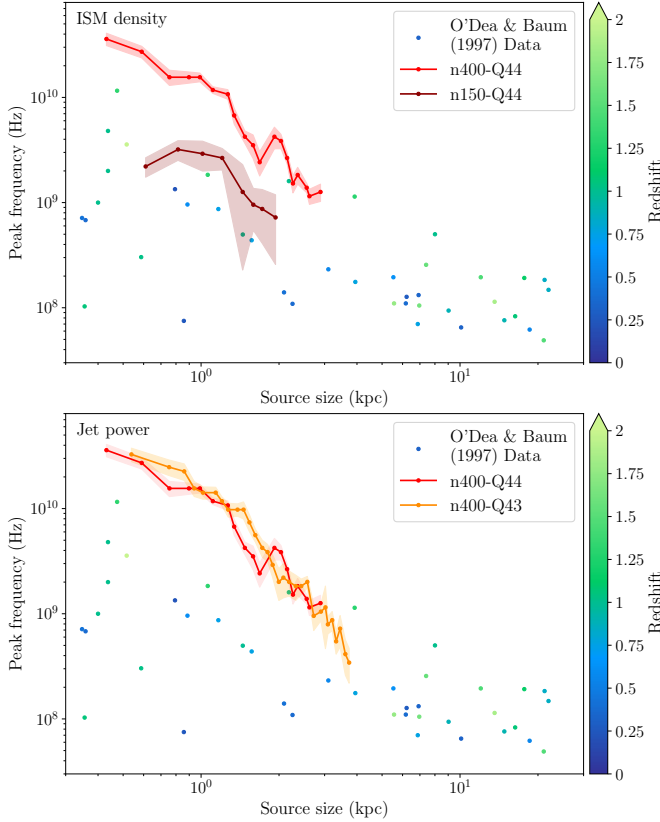 ISM density
O'Dea & Baum
(1997) Data
n400-Q44
n150-Q44
Peak frequency (Hz)
10^10
10^9
10^8
10^0
10^1
Source size (kpc)
2
1.75
1.5
1.25
1
0.75
0.5
0.25
0
Redshift
Jet power
O'Dea & Baum
(1997) Data
n400-Q44
n400-Q43
Peak frequency (Hz)
10^10
10^9
10^8
10^0
10^1
Source size (kpc)
2
1.75
1.5
1.25
1
0.75
0.5
0.25
0
Redshift